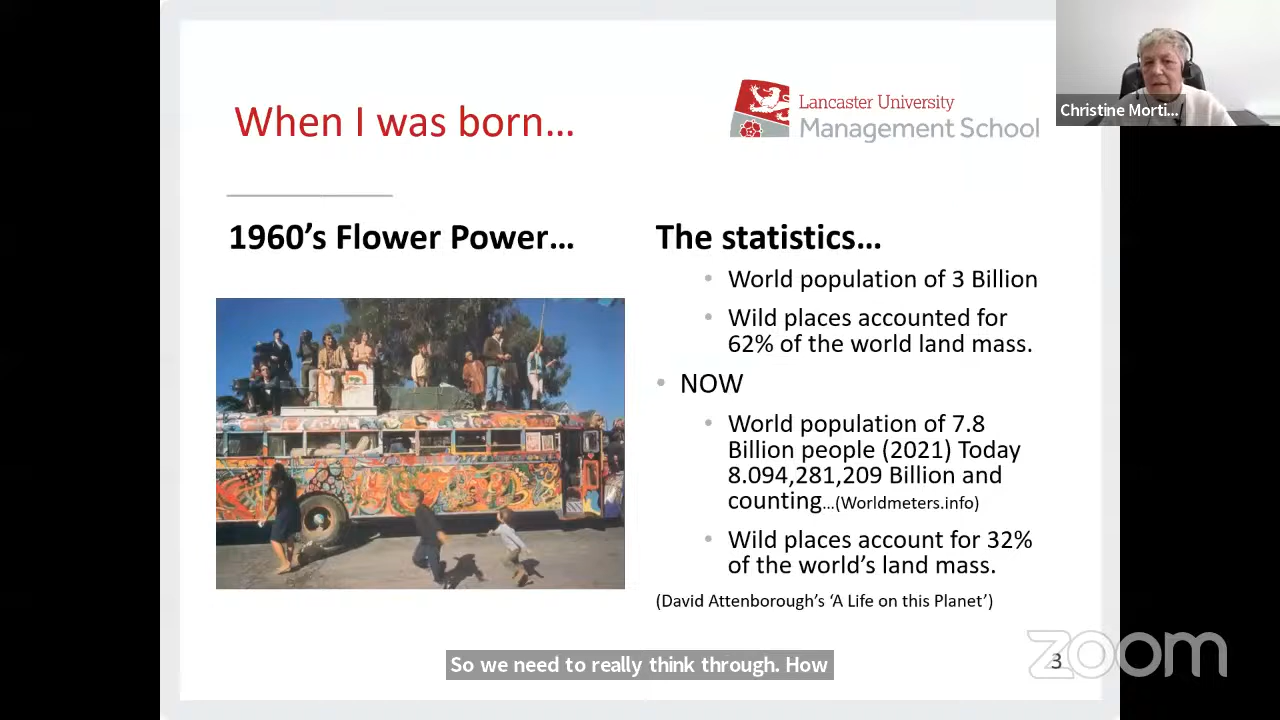 When I was born…
Lancaster University
Management School
Christine Morti...
1960’s Flower Power…
The statistics…
World population of 3 Billion
Wild places accounted for
62% of the world land mass.
NOW
World population of 7.8
Billion people (2021) Today
8.094,281,209 Billion and
counting…(Worldmeters.info)
Wild places account for 32%
of the world’s land mass.
(David Attenborough’s ‘A Life on this Planet’)
So we need to really think through. How
3
zoom